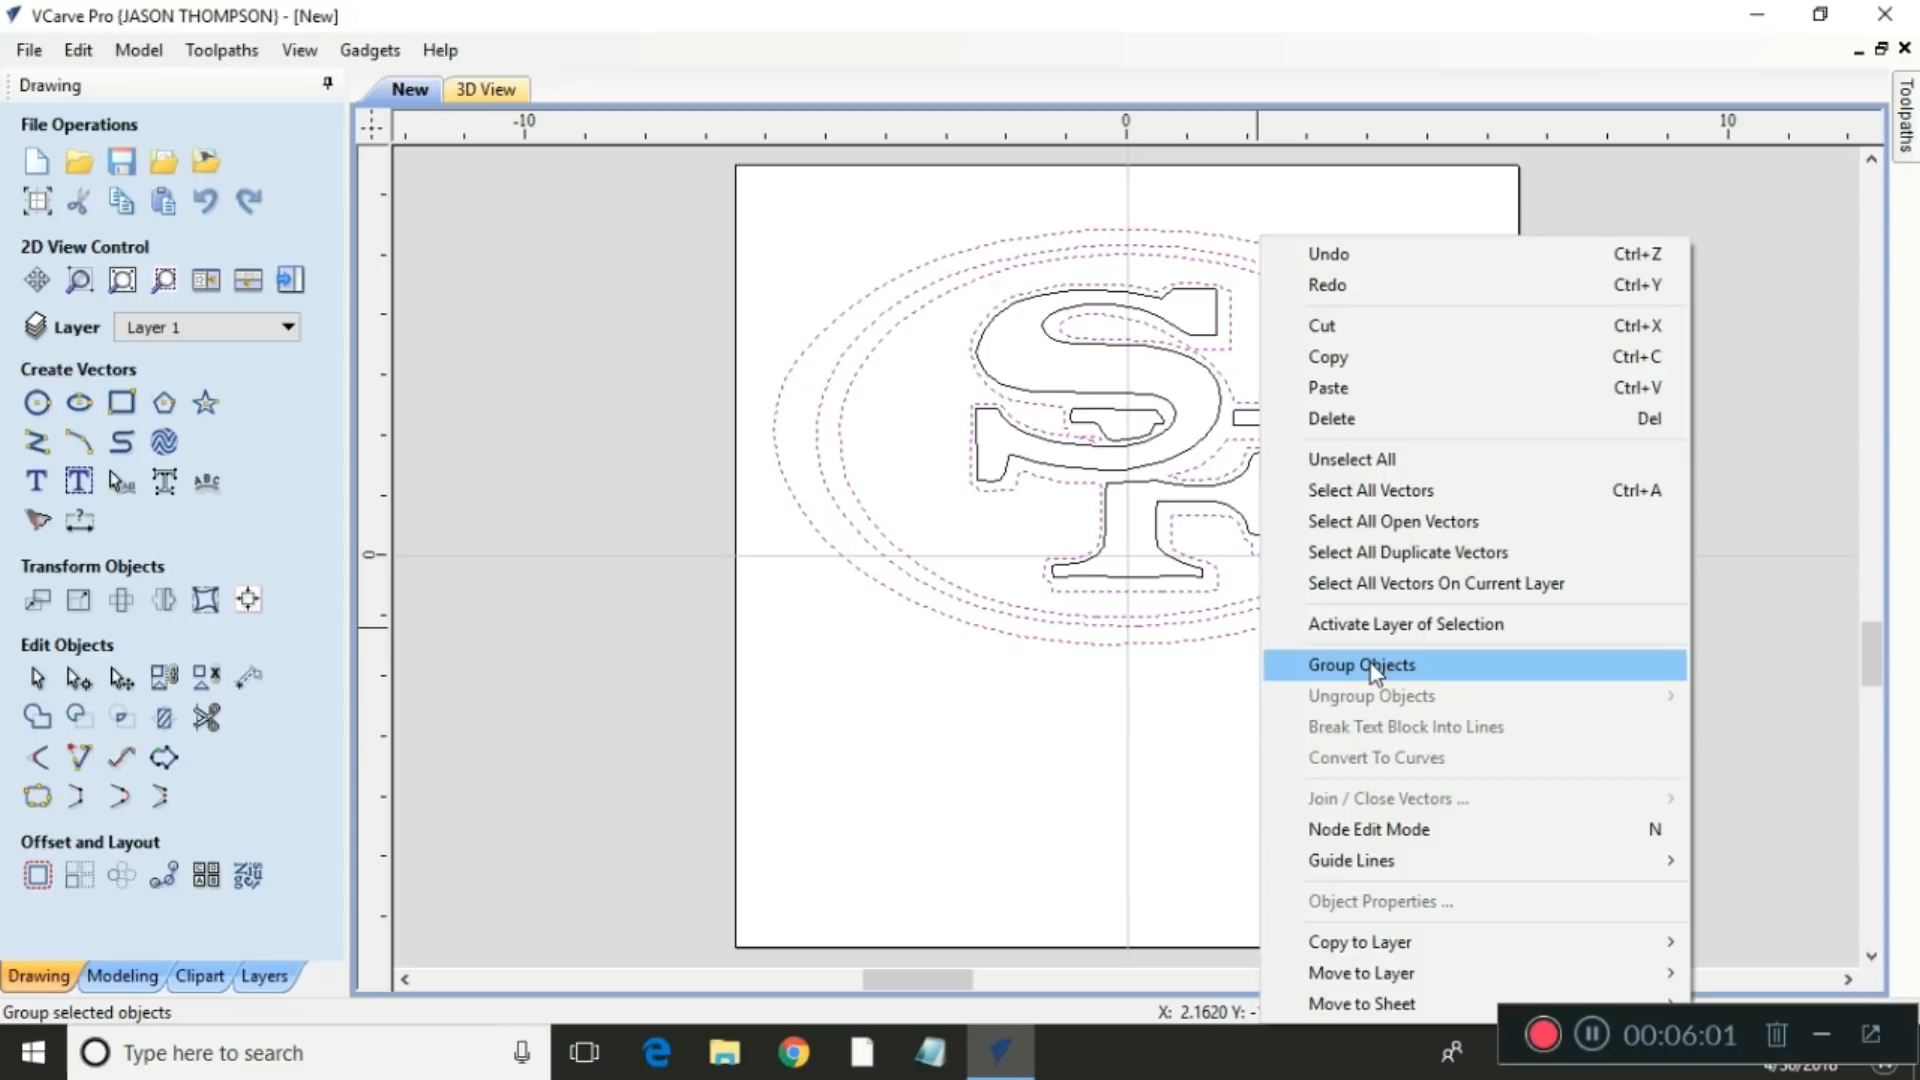 VCarve Pro {JASON THOMPSON} - [New]
File Edit Model Toolpaths View Gadgets Help
Drawing
New 3D View
Toolpaths
File Operations
-10 0 10
2D View Control
Layer Layer 1
Create Vectors
Transform Objects
Edit Objects
Offset and Layout
0
Undo Ctrl+Z
Redo Ctrl+Y
Cut Ctrl+X
Copy Ctrl+C
Paste Ctrl+V
Delete Del
Unselect All
Select All Vectors Ctrl+A
Select All Open Vectors
Select All Duplicate Vectors
Select All Vectors On Current Layer
Activate Layer of Selection
Group Objects
Ungroup Objects
Break Text Block Into Lines
Convert To Curves
Join / Close Vectors ...
Node Edit Mode N
Guide Lines
Object Properties ...
Copy to Layer
Move to Layer
Move to Sheet
Drawing Modeling Clipart Layers
Group selected objects
X: 2.1620 Y: -
Type here to search
00:06:01